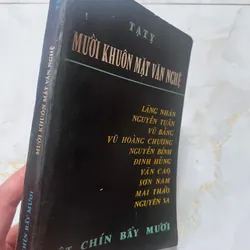 TẠ TỴ
MƯỜI KHUÔN MẶT VĂN NGHỆ
LÃNG NHÂN
NGUYỄN TUÂN
VŨ BẰNG
VŨ HOÀNG CHƯƠNG
NGUYỄN BÍNH
ĐINH HÙNG
VĂN CAO
SƠN NAM
MAI THẢO
NGUYÊN SA
CHÍN BẢY MƯƠI
MƯỜI KHUÔN MẶT VĂN NGHỆ